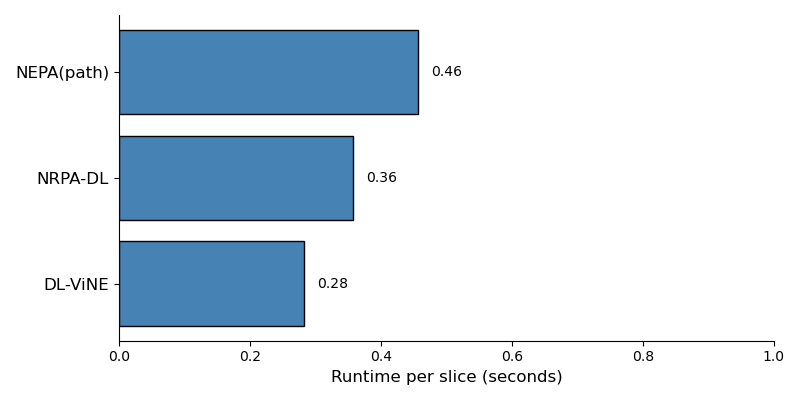 NEPA(path)
0.46
NRPA-DL
0.36
DL-ViNE
0.28
0.0 0.2 0.4 0.6 0.8 1.0
Runtime per slice (seconds)